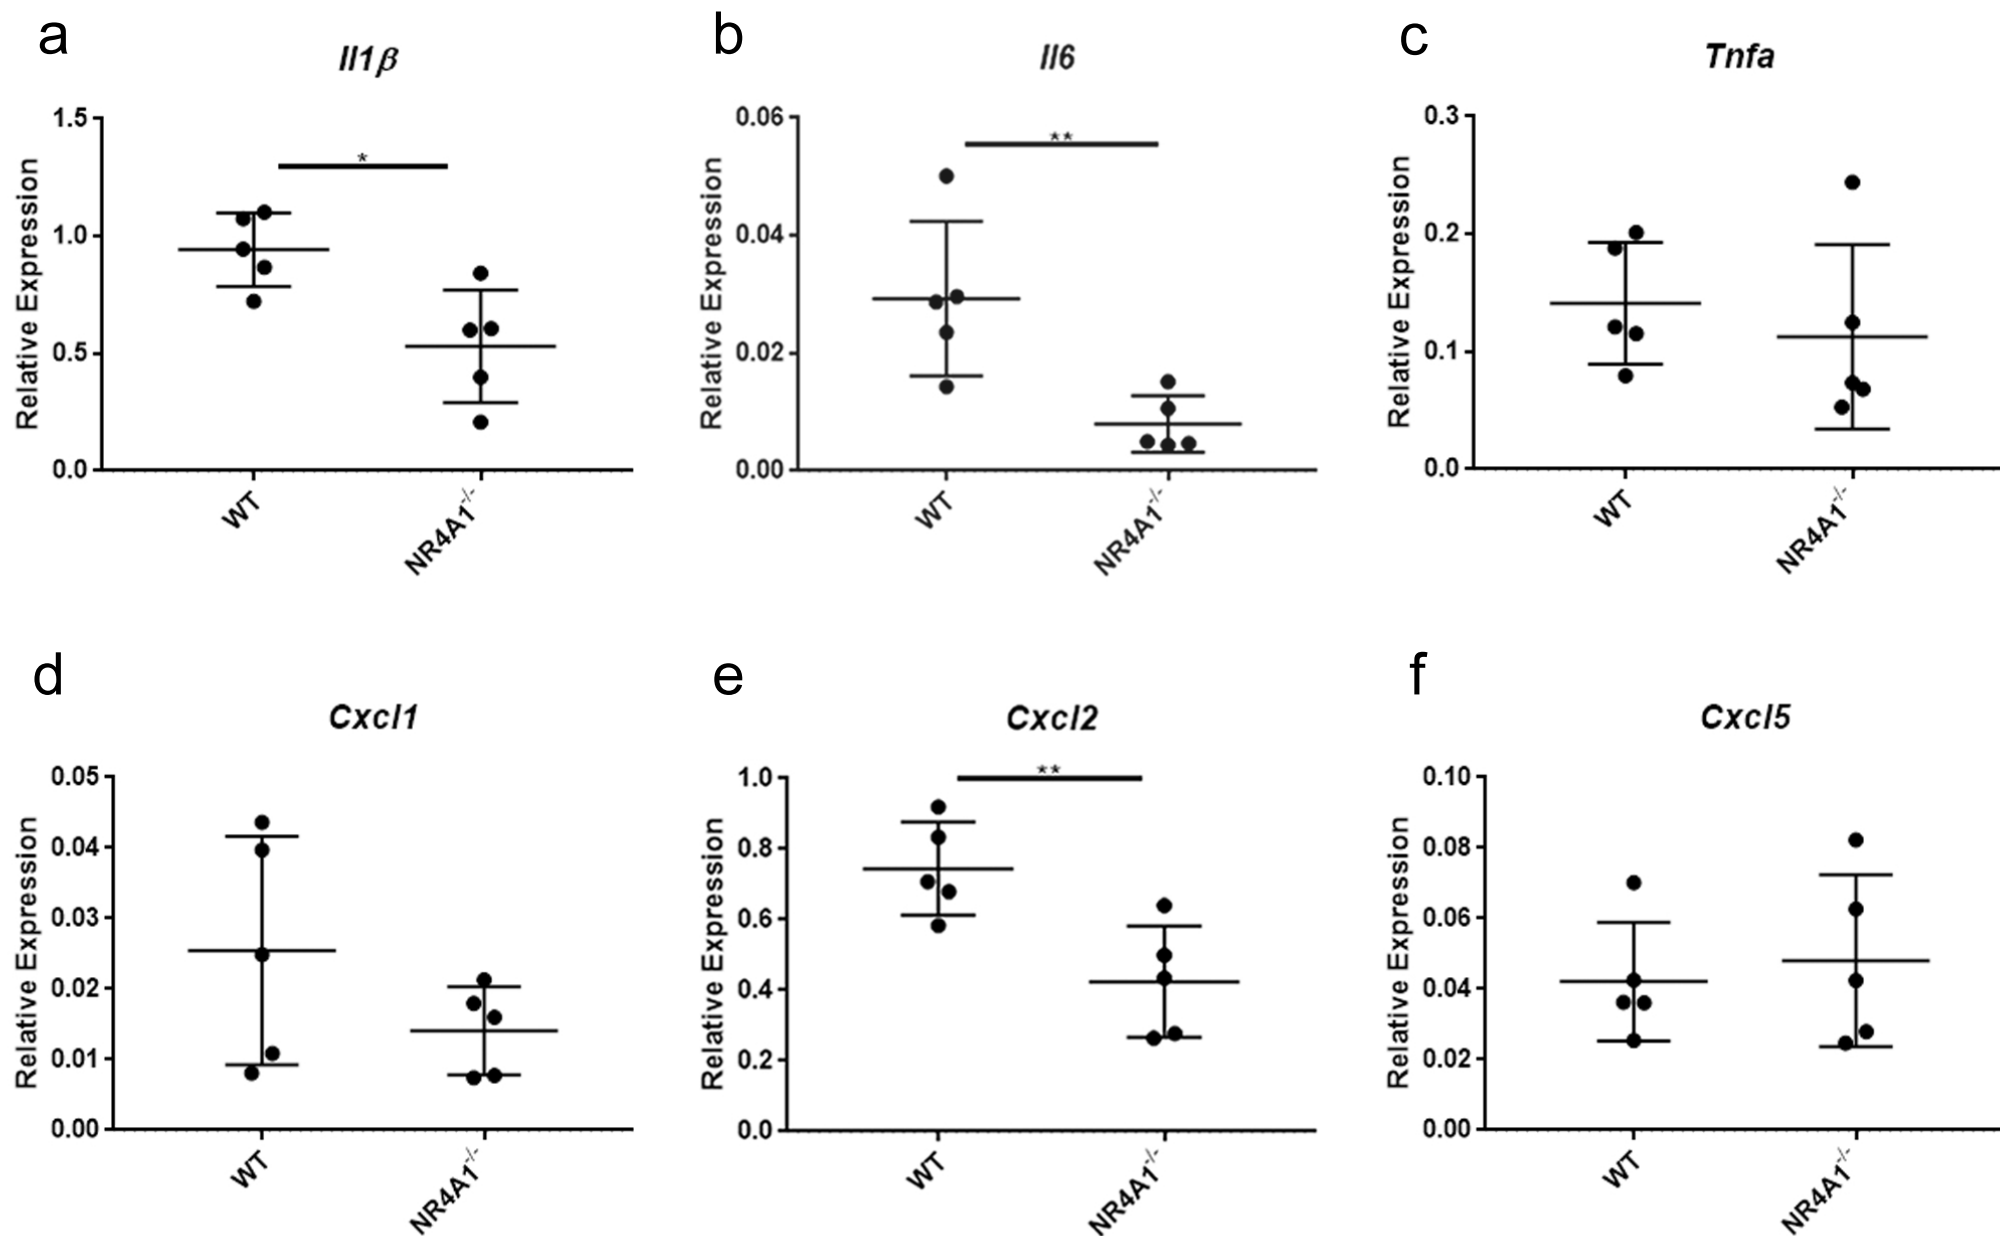 a
Il1β
Relative Expression
1.5
1.0
0.5
0.0
*
WT
NR4A1-/-
b
Il6
Relative Expression
0.06
0.04
0.02
0.00
**
WT
NR4A1-/-
c
Tnfa
Relative Expression
0.3
0.2
0.1
0.0
WT
NR4A1-/-
d
Cxcl1
Relative Expression
0.05
0.04
0.03
0.02
0.01
0.00
WT
NR4A1-/-
e
Cxcl2
Relative Expression
1.0
0.8
0.6
0.4
0.2
0.0
**
WT
NR4A1-/-
f
Cxcl5
Relative Expression
0.10
0.08
0.06
0.04
0.02
0.00
WT
NR4A1-/-